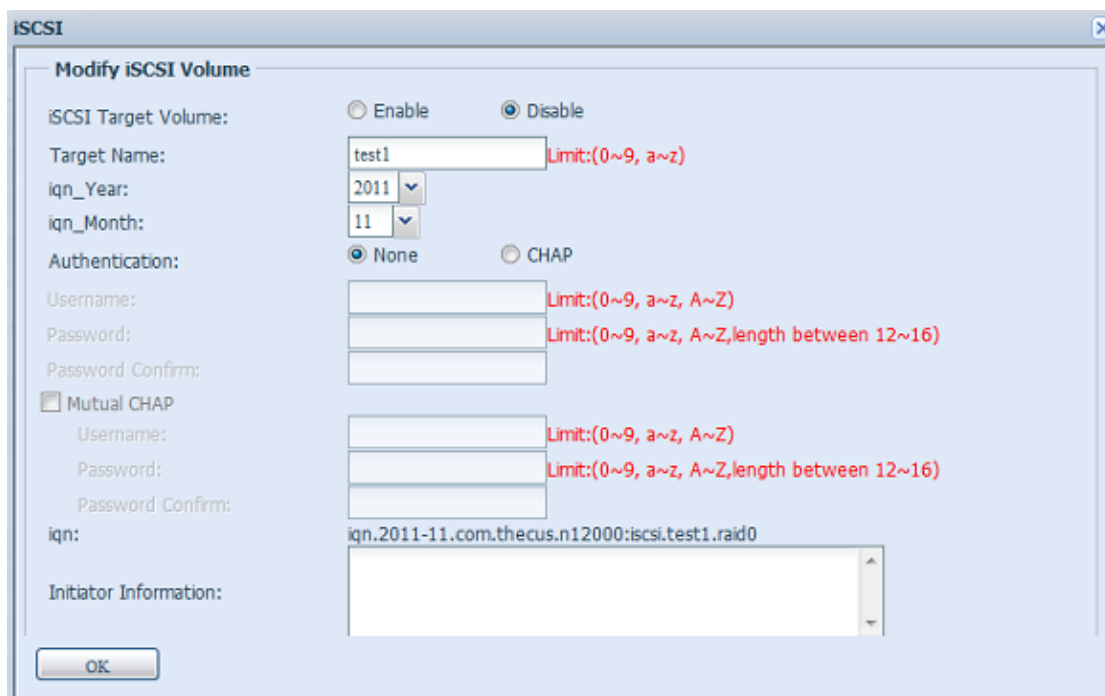 iSCSI
Modify iSCSI Volume
iSCSI Target Volume: Enable Disable
Target Name: test1 Limit:(0~9, a~z)
iqn_Year: 2011
iqn_Month: 11
Authentication: None CHAP
Username: Limit:(0~9, a~z, A~Z)
Password: Limit:(0~9, a~z, A~Z,length between 12~16)
Password Confirm:
Mutual CHAP
Username: Limit:(0~9, a~z, A~Z)
Password: Limit:(0~9, a~z, A~Z,length between 12~16)
Password Confirm:
iqn: iqn.2011-11.com.thecus.n12000:iscsi.test1.raid0
Initiator Information:
OK